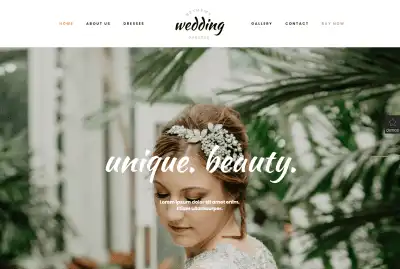 HOME
ABOUT US
DRESSES
wedding
GALLERY
CONTACT
BUY NOW
unique. beauty.
Lorem ipsum dolor sit amet enim.
Etiam ullamcorper.